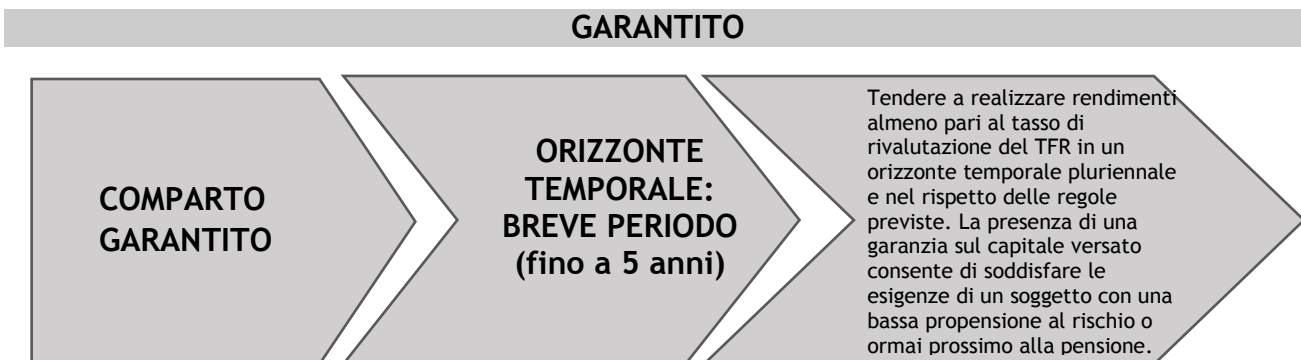 GARANTITO
COMPARTO
GARANTITO
ORIZZONTE
TEMPORALE:
BREVE PERIODO
(fino a 5 anni)
Tendere a realizzare rendimenti
almeno pari al tasso di
rivalutazione del TFR in un
orizzonte temporale pluriennale
e nel rispetto delle regole
previste. La presenza di una
garanzia sul capitale versato
consente di soddisfare le
esigenze di un soggetto con una
bassa propensione al rischio o
ormai prossimo alla pensione.